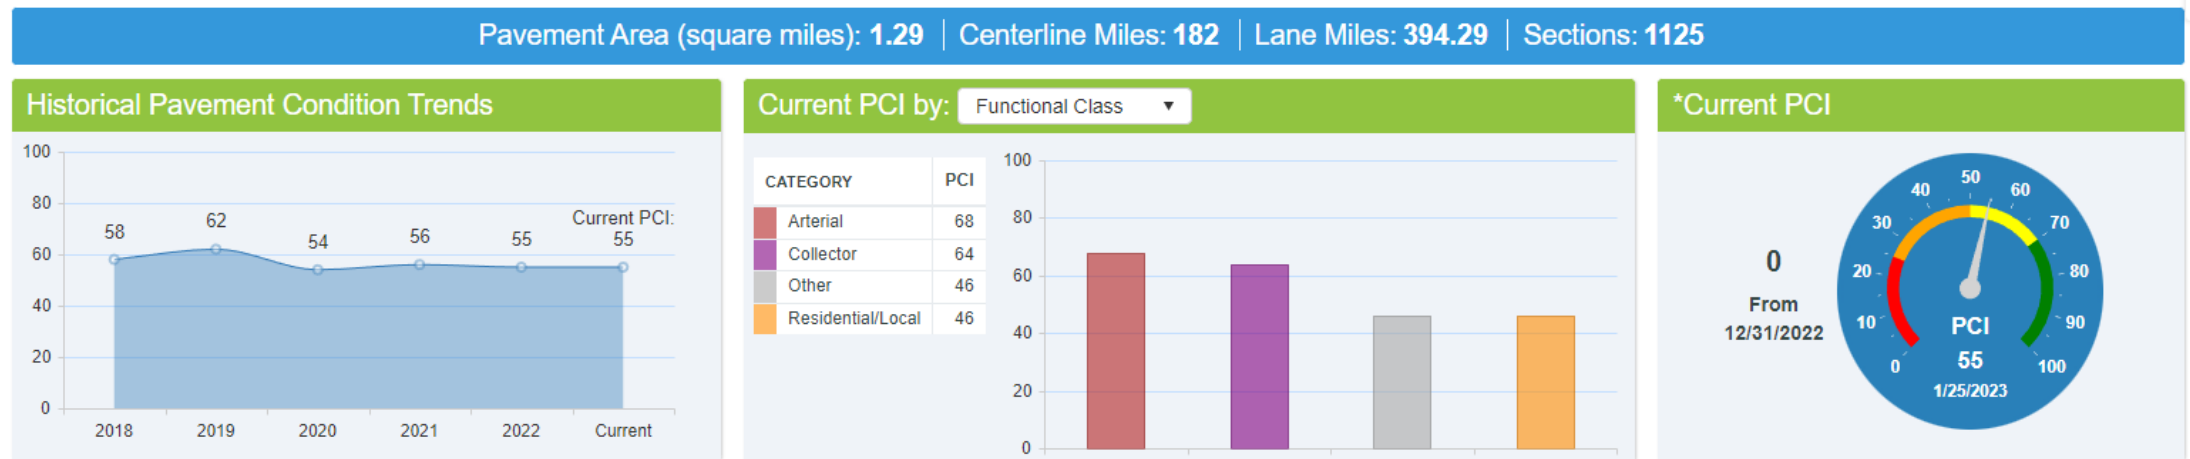 Pavement Area (square miles): 1.29 | Centerline Miles: 182 | Lane Miles: 394.29 | Sections: 1125
Historical Pavement Condition Trends
100
80
60
40
20
0
58
62
54
56
55
Current PCI:
55
2018
2019
2020
2021
2022
Current
Current PCI by: Functional Class ▼
CATEGORY PCI
Arterial 68
Collector 64
Other 46
Residential/Local 46
100
80
60
40
20
0
*Current PCI
0
From
12/31/2022
0
10
20
30
40
50
60
70
80
90
100
PCI
55
1/25/2023